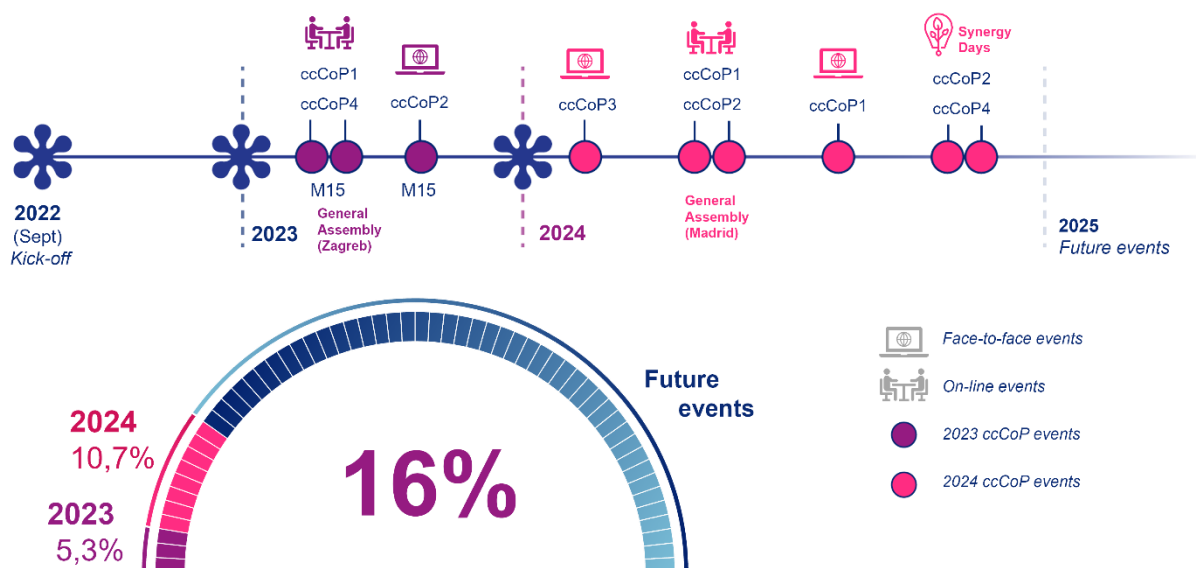 Synergy
Days
ccCoP1
ccCoP4
ccCoP2
ccCoP3
ccCoP1
ccCoP2
ccCoP1
ccCoP2
ccCoP4
2022
(Sept)
Kick-off
2023
M15
General
Assembly
(Zagreb)
M15
2024
General
Assembly
(Madrid)
2025
Future events
Future
events
2024
10,7%
2023
5,3%
16%
Face-to-face events
On-line events
2023 ccCoP events
2024 ccCoP events